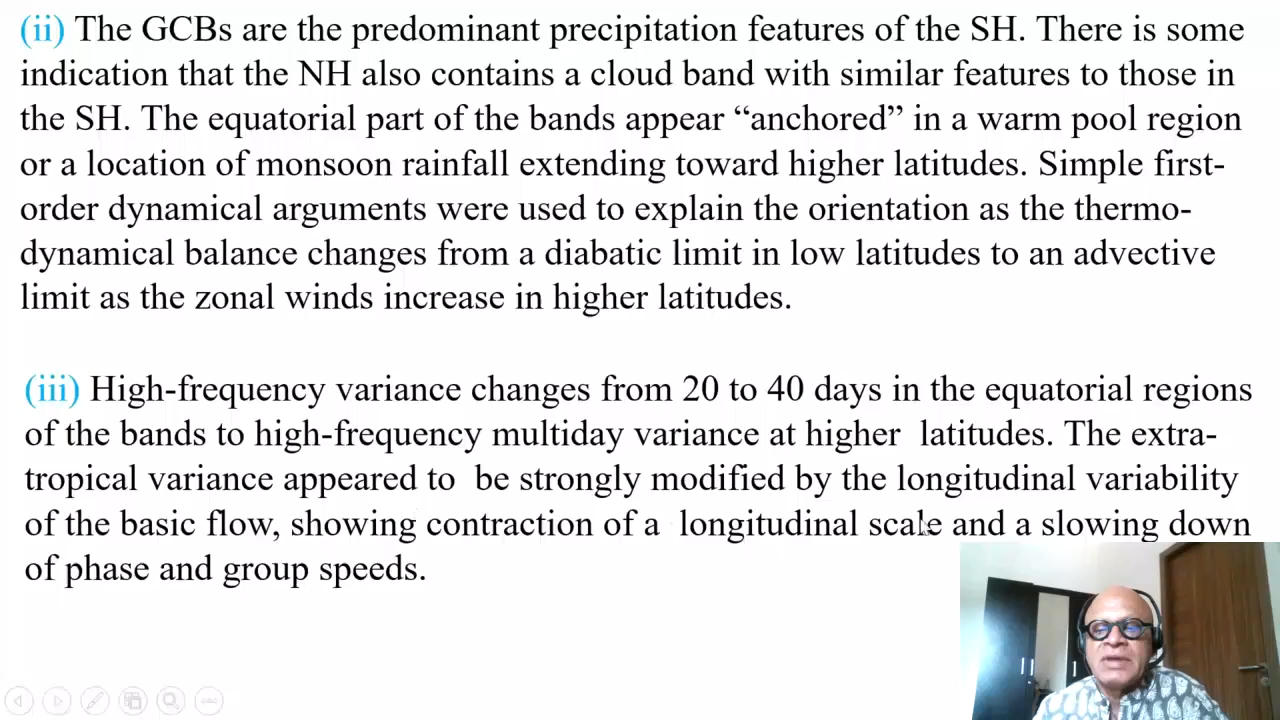 (ii) The GCBs are the predominant precipitation features of the SH. There is some
indication that the NH also contains a cloud band with similar features to those in
the SH. The equatorial part of the bands appear “anchored” in a warm pool region
or a location of monsoon rainfall extending toward higher latitudes. Simple first-
order dynamical arguments were used to explain the orientation as the thermo-
dynamical balance changes from a diabatic limit in low latitudes to an advective
limit as the zonal winds increase in higher latitudes.
(iii) High-frequency variance changes from 20 to 40 days in the equatorial regions
of the bands to high-frequency multiday variance at higher latitudes. The extra-
tropical variance appeared to be strongly modified by the longitudinal variability
of the basic flow, showing contraction of a longitudinal scale and a slowing down
of phase and group speeds.